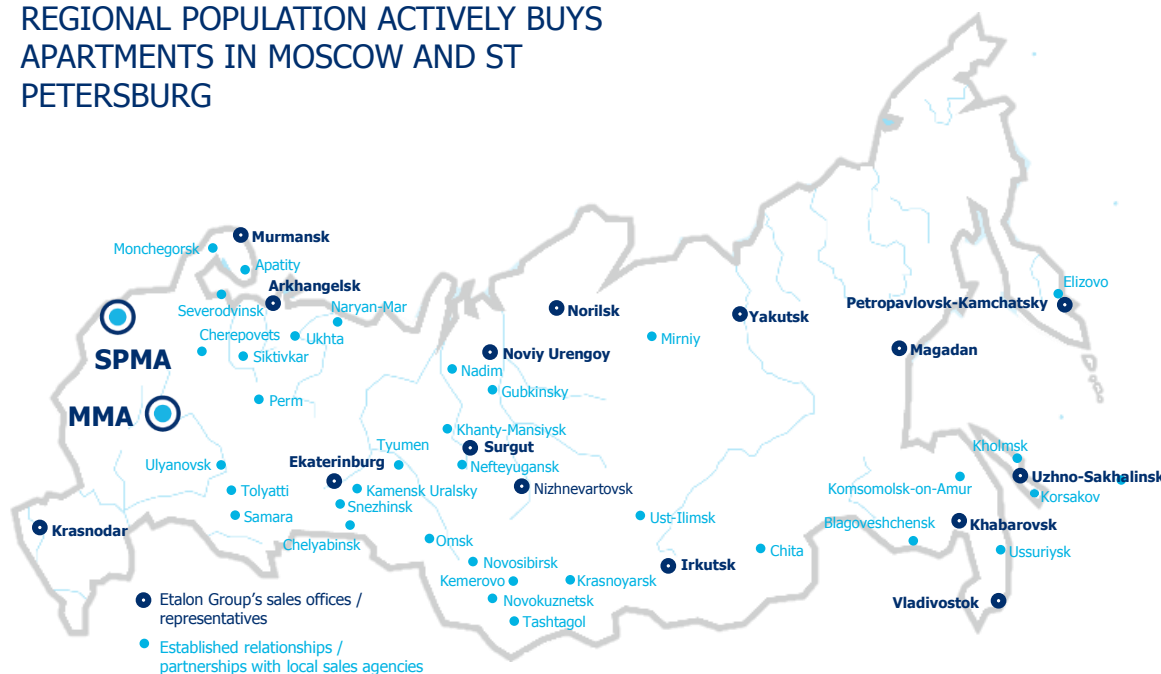 REGIONAL POPULATION ACTIVELY BUYS
APARTMENTS IN MOSCOW AND ST
PETERSBURG
Murmansk
Monchegorsk
Apatity
Arkhangelsk
Severodvinsk
Naryan-Mar
Cherepovets
Ukhta
Siktivkar
SPMA
Perm
MMA
Norilsk
Noviy Urengoy
Nadim
Gubkinsky
Mirniy
Yakutsk
Elizovo
Petropavlovsk-Kamchatsky
Magadan
Khanty-Mansiysk
Surgut
Tyumen
Nefteyugansk
Ekaterinburg
Nizhnevartovsk
Kamensk Uralsky
Snezhinsk
Chelyabinsk
Ulyanovsk
Tolyatti
Samara
Krasnodar
Omsk
Novosibirsk
Kemerovo
Krasnoyarsk
Novokuznetsk
Tashtagol
Ust-Ilimsk
Irkutsk
Chita
Kholmsk
Uzhno-Sakhalinsk
Korsakov
Komsomolsk-on-Amur
Blagoveshchensk
Khabarovsk
Ussuriysk
Vladivostok
Etalon Group's sales offices /
representatives
Established relationships /
partnerships with local sales agencies